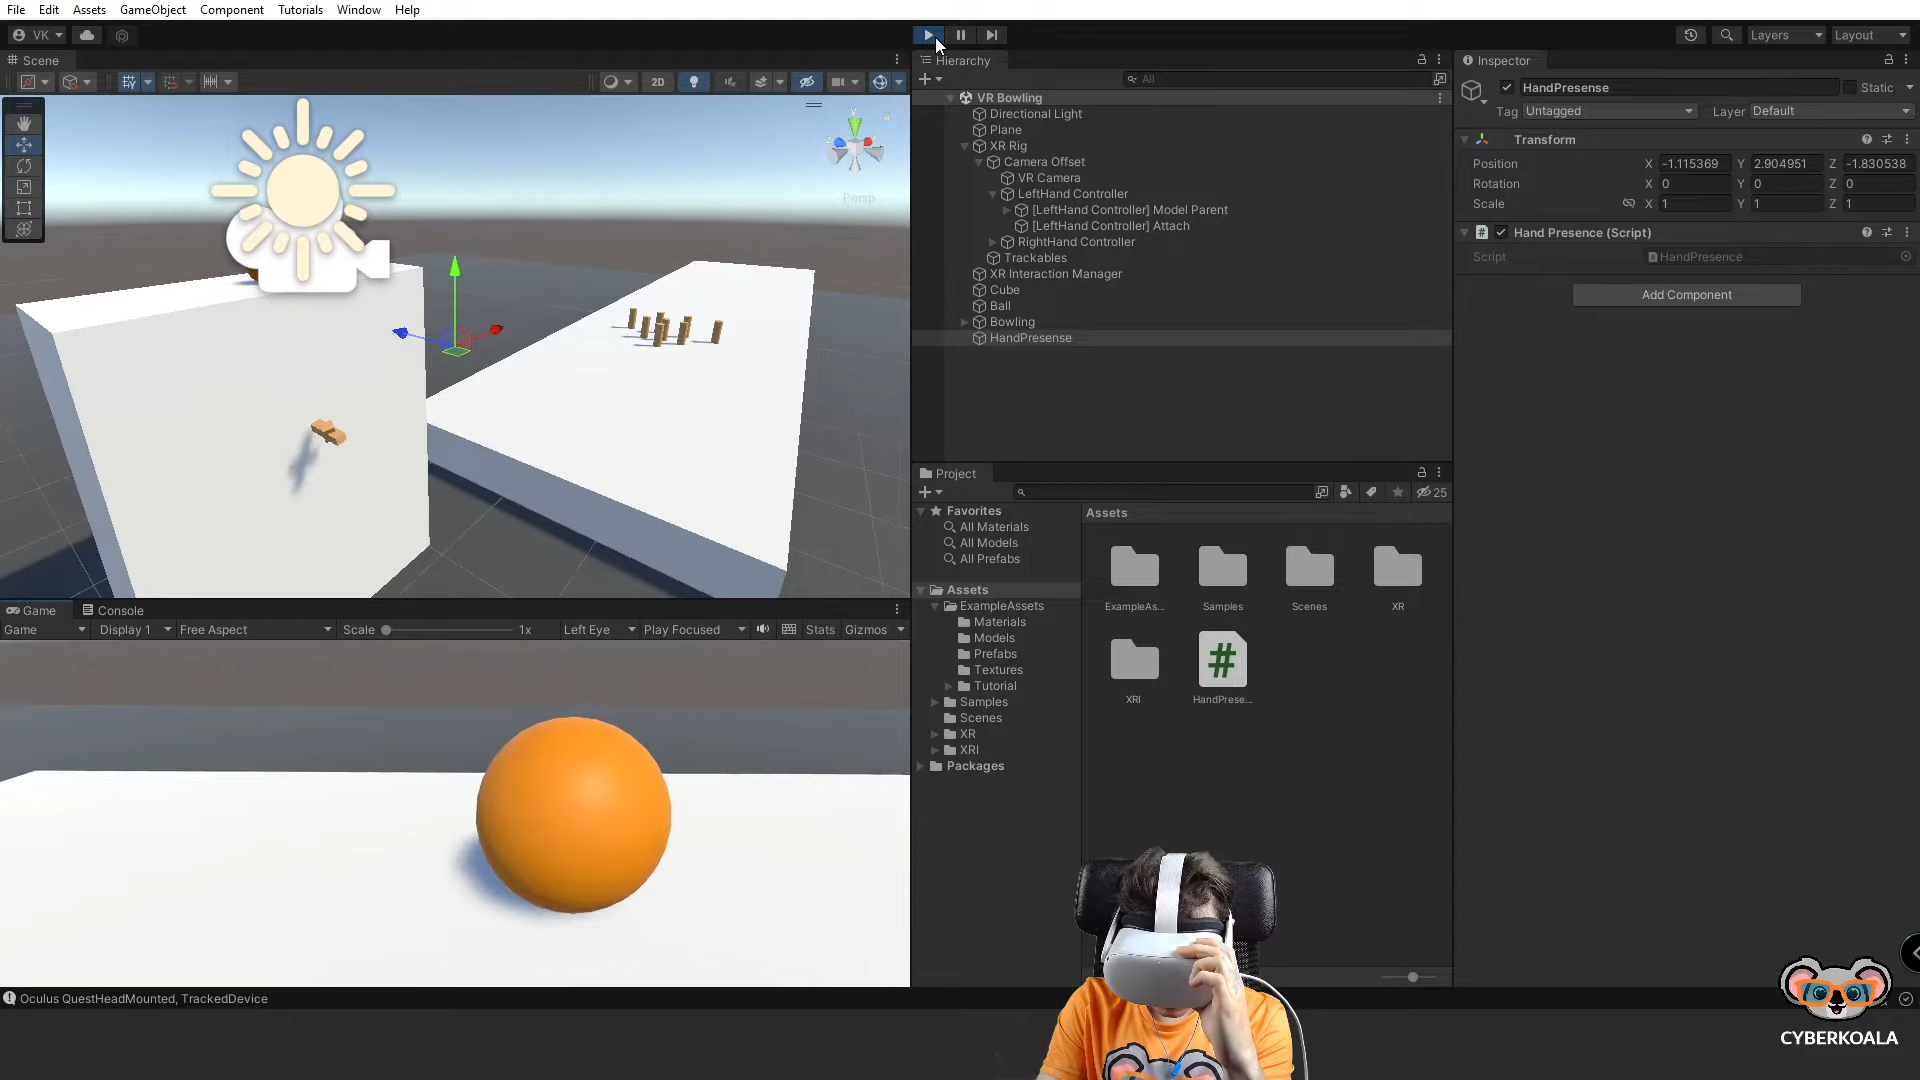 File Edit Assets GameObject Component Tutorials Window Help
VK
Layers
Layout
Scene
2D
Persp
Hierarchy
All
VR Bowling
Directional Light
Plane
XR Rig
Camera Offset
VR Camera
LeftHand Controller
[LeftHand Controller] Model Parent
[LeftHand Controller] Attach
RightHand Controller
Trackables
XR Interaction Manager
Cube
Ball
Bowling
HandPresense
Inspector
HandPresense
Static
Tag Untagged Layer Default
Transform
Position X -1.115369 Y 2.904951 Z -1.830538
Rotation X 0 Y 0 Z 0
Scale X 1 Y 1 Z 1
# Hand Presence (Script)
Script HandPresence
Add Component
Project
25
Favorites
All Materials
All Models
All Prefabs
Assets
ExampleAssets
Materials
Models
Prefabs
Textures
Tutorial
Samples
Scenes
XR
XRI
Packages
Assets
ExampleAs...
Samples
Scenes
XR
XRI
#
HandPrese...
Game Console
Game Display 1 Free Aspect Scale 1x Left Eye Play Focused Stats Gizmos
Oculus QuestHeadMounted, TrackedDevice
CYBERKOALA